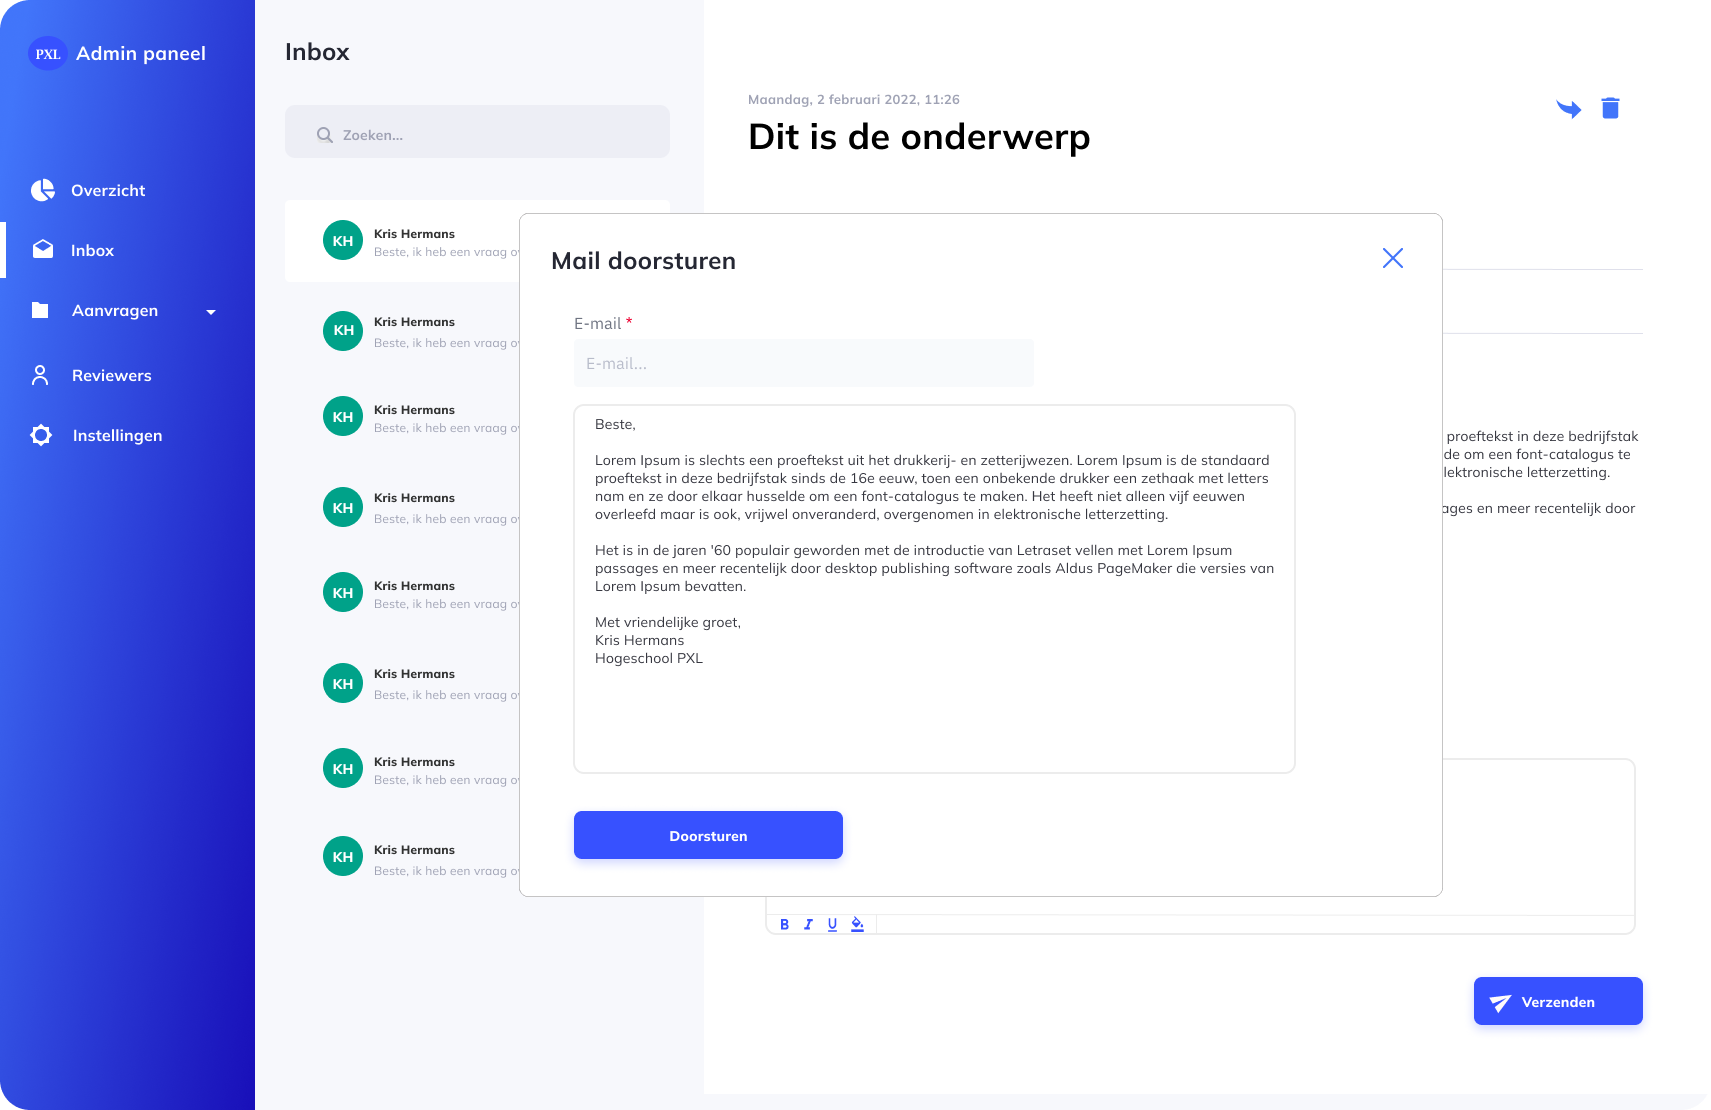 PXL Admin paneel
Overzicht
Inbox
Aanvragen
Reviewers
Instellingen
Inbox
Zoeken...
KH
Kris Hermans
Beste, ik heb een vraag
KH
Kris Hermans
Beste, ik heb een vraag
KH
Kris Hermans
Beste, ik heb een vraag
KH
Kris Hermans
Beste, ik heb een vraag
KH
Kris Hermans
Beste, ik heb een vraag
KH
Kris Hermans
Beste, ik heb een vraag
KH
Kris Hermans
Beste, ik heb een vraag
KH
Kris Hermans
Beste, ik heb een vraag
Maandag, 2 februari 2022, 11:26
Dit is de onderwerp
Mail doorsturen
E-mail *
E-mail...
Beste,
Lorem Ipsum is slechts een proeftekst uit het drukkerij- en zetterijwezen. Lorem Ipsum is de standaard
proeftekst in deze bedrijfstak sinds de 16e eeuw, toen een onbekende drukker een zethaak met letters
nam en ze door elkaar husselde om een font-catalogus te maken. Het heeft niet alleen vijf eeuwen
overleefd maar is ook, vrijwel onveranderd, overgenomen in elektronische letterzetting.
Het is in de jaren '60 populair geworden met de introductie van Letraset vellen met Lorem Ipsum
passages en meer recentelijk door desktop publishing software zoals Aldus PageMaker die versies van
Lorem Ipsum bevatten.
Met vriendelijke groet,
Kris Hermans
Hogeschool PXL
Doorsturen
proeftekst in deze bedrijfstak
de om een font-catalogus te
lektronische letterzetting.
ages en meer recentelijk door
B I U
Verzenden